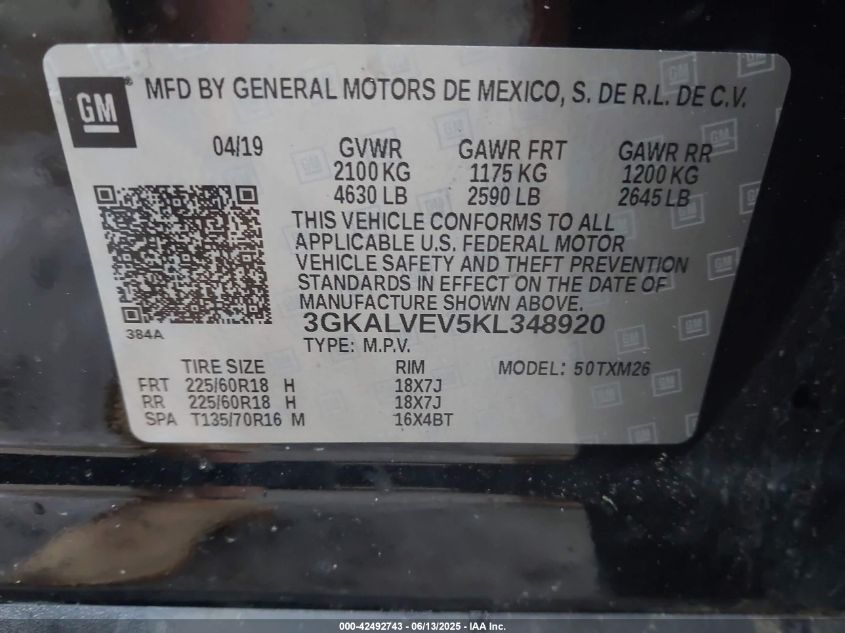 GM
MFD BY GENERAL MOTORS DE MEXICO, S. DE R.L. DE C.V.
04/19 GVWR GAWR FRT GAWR RR
2100 KG 1175 KG 1200 KG
4630 LB 2590 LB 2645 LB
THIS VEHICLE CONFORMS TO ALL
APPLICABLE U.S. FEDERAL MOTOR
VEHICLE SAFETY AND THEFT PREVENTION
STANDARDS IN EFFECT ON THE DATE OF
MANUFACTURE SHOWN ABOVE.
384A
3GKALVEV5KL348920
TYPE: M.P.V.
TIRE SIZE RIM MODEL: 50TXM26
FRT 225/60R18 H 18X7J
RR 225/60R18 H 18X7J
SPA T135/70R16 M 16X4BT
000-42492743 - 06/13/2025 - IAA Inc.